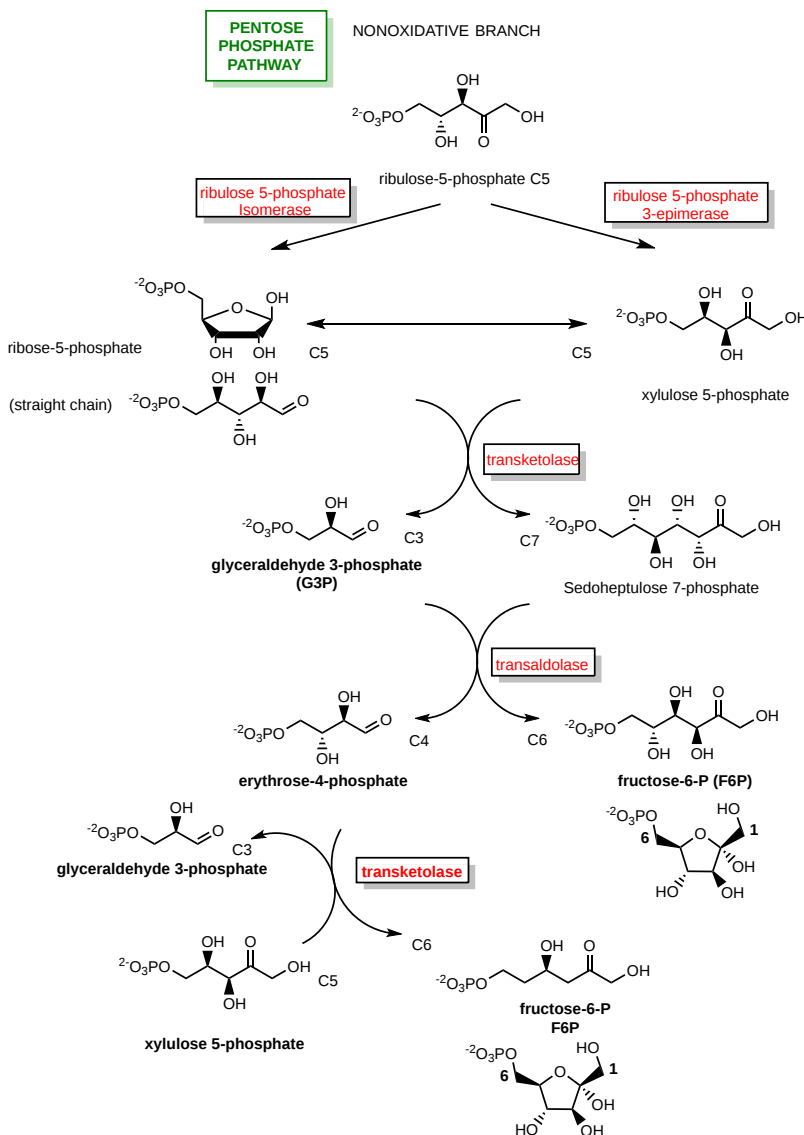 PENTOSE
PHOSPHATE
PATHWAY
NONOXIDATIVE BRANCH
OH
2-O3PO
OH
OH
O
ribulose-5-phosphate C5
ribulose 5-phosphate
Isomerase
ribulose 5-phosphate
3-epimerase
-2O3PO
OH
O
OH
OH
ribose-5-phosphate
C5
OH
O
2-O3PO
OH
OH
C5
xylulose 5-phosphate
(straight chain)
OH
OH
-2O3PO
O
OH
transketolase
OH
-2O3PO
O
C3
glyceraldehyde 3-phosphate
(G3P)
OH
OH
O
-2O3PO
OH
OH
OH
C7
Sedoheptulose 7-phosphate
transaldolase
OH
-2O3PO
O
OH
C4
erythrose-4-phosphate
OH
O
-2O3PO
OH
OH
OH
C6
fructose-6-P (F6P)
OH
-2O3PO
O
C3
glyceraldehyde 3-phosphate
-2O3PO
HO
6
O
1
OH
HO
OH
transketolase
OH
O
2-O3PO
OH
OH
C5
xylulose 5-phosphate
C6
OH
O
-2O3PO
OH
fructose-6-P
F6P
-2O3PO
HO
6
O
1
OH
HO
OH